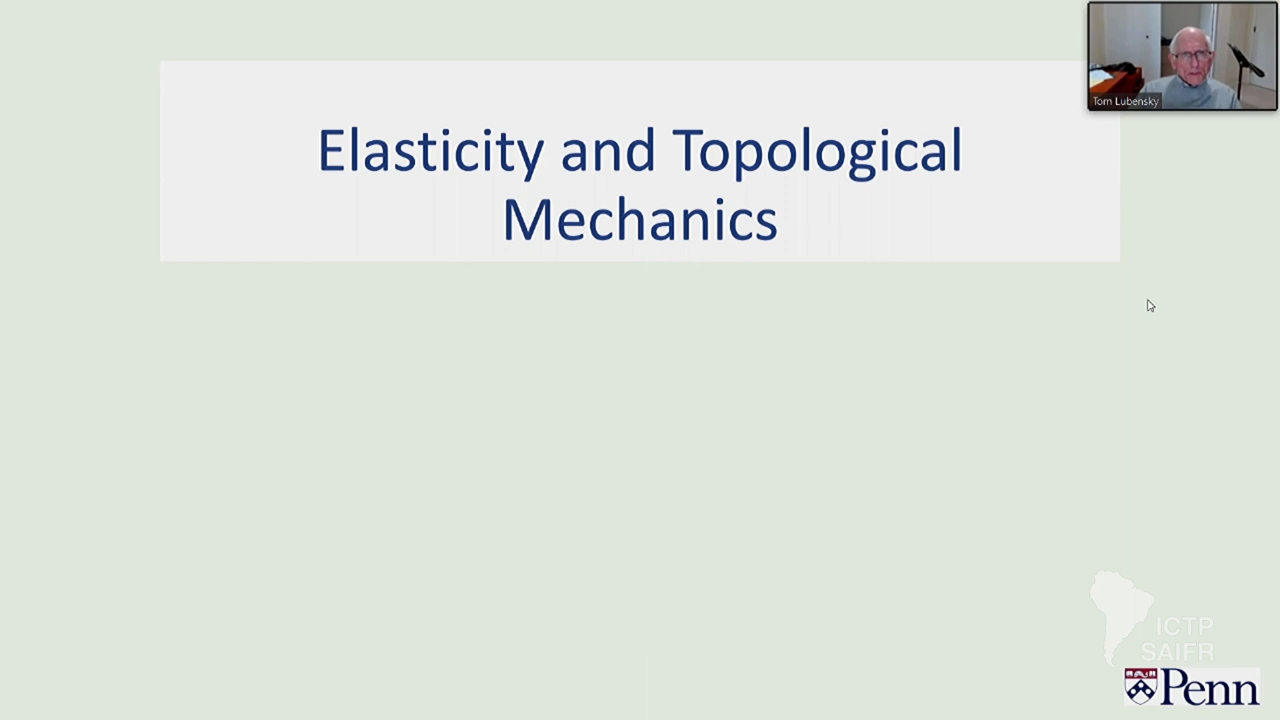 Tom Lubensky
Elasticity and Topological
Mechanics
ICTP
SAIFR
Penn